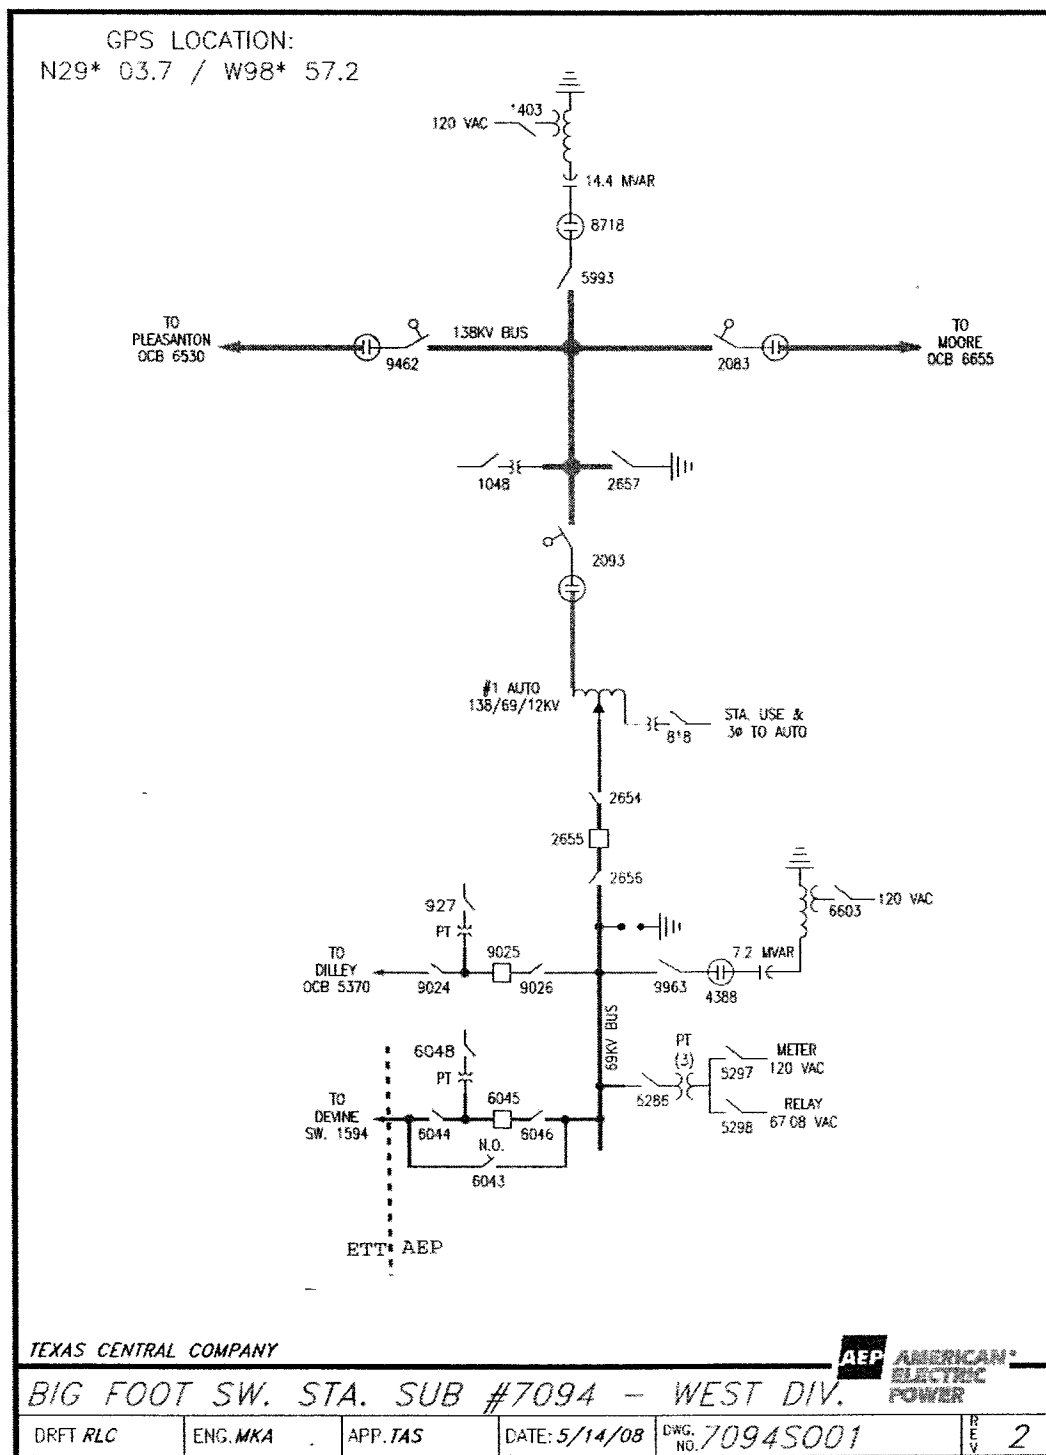 GPS LOCATION:
N29* 03.7 / W98* 57.2
1403
120 VAC
14.4 MVAR
8718
5993
TO
PLEASANTON
OCB 6530
9462
138KV BUS
2083
TO
MOORE
OCB 6655
1048
2657
2093
#1 AUTO
138/69/12KV
818
STA. USE &
3ø TO AUTO
2654
2655
2656
927
PT
TO
DILLEY
OCB 5370
9024
9025
9026
9963
4388
7.2 MVAR
6603
120 VAC
69KV BUS
6048
PT
TO
DEVINE
SW. 1594
6044
6045
6046
N.O.
6043
5286
PT
(3)
5297
METER
120 VAC
5298
RELAY
67.08 VAC
ETT AEP
TEXAS CENTRAL COMPANY
AEP AMERICAN®
ELECTRIC
POWER
BIG FOOT SW. STA. SUB #7094 - WEST DIV.
DRFT RLC
ENG. MKA
APP. TAS
DATE: 5/14/08
DWG. NO. 7094S001
REV 2